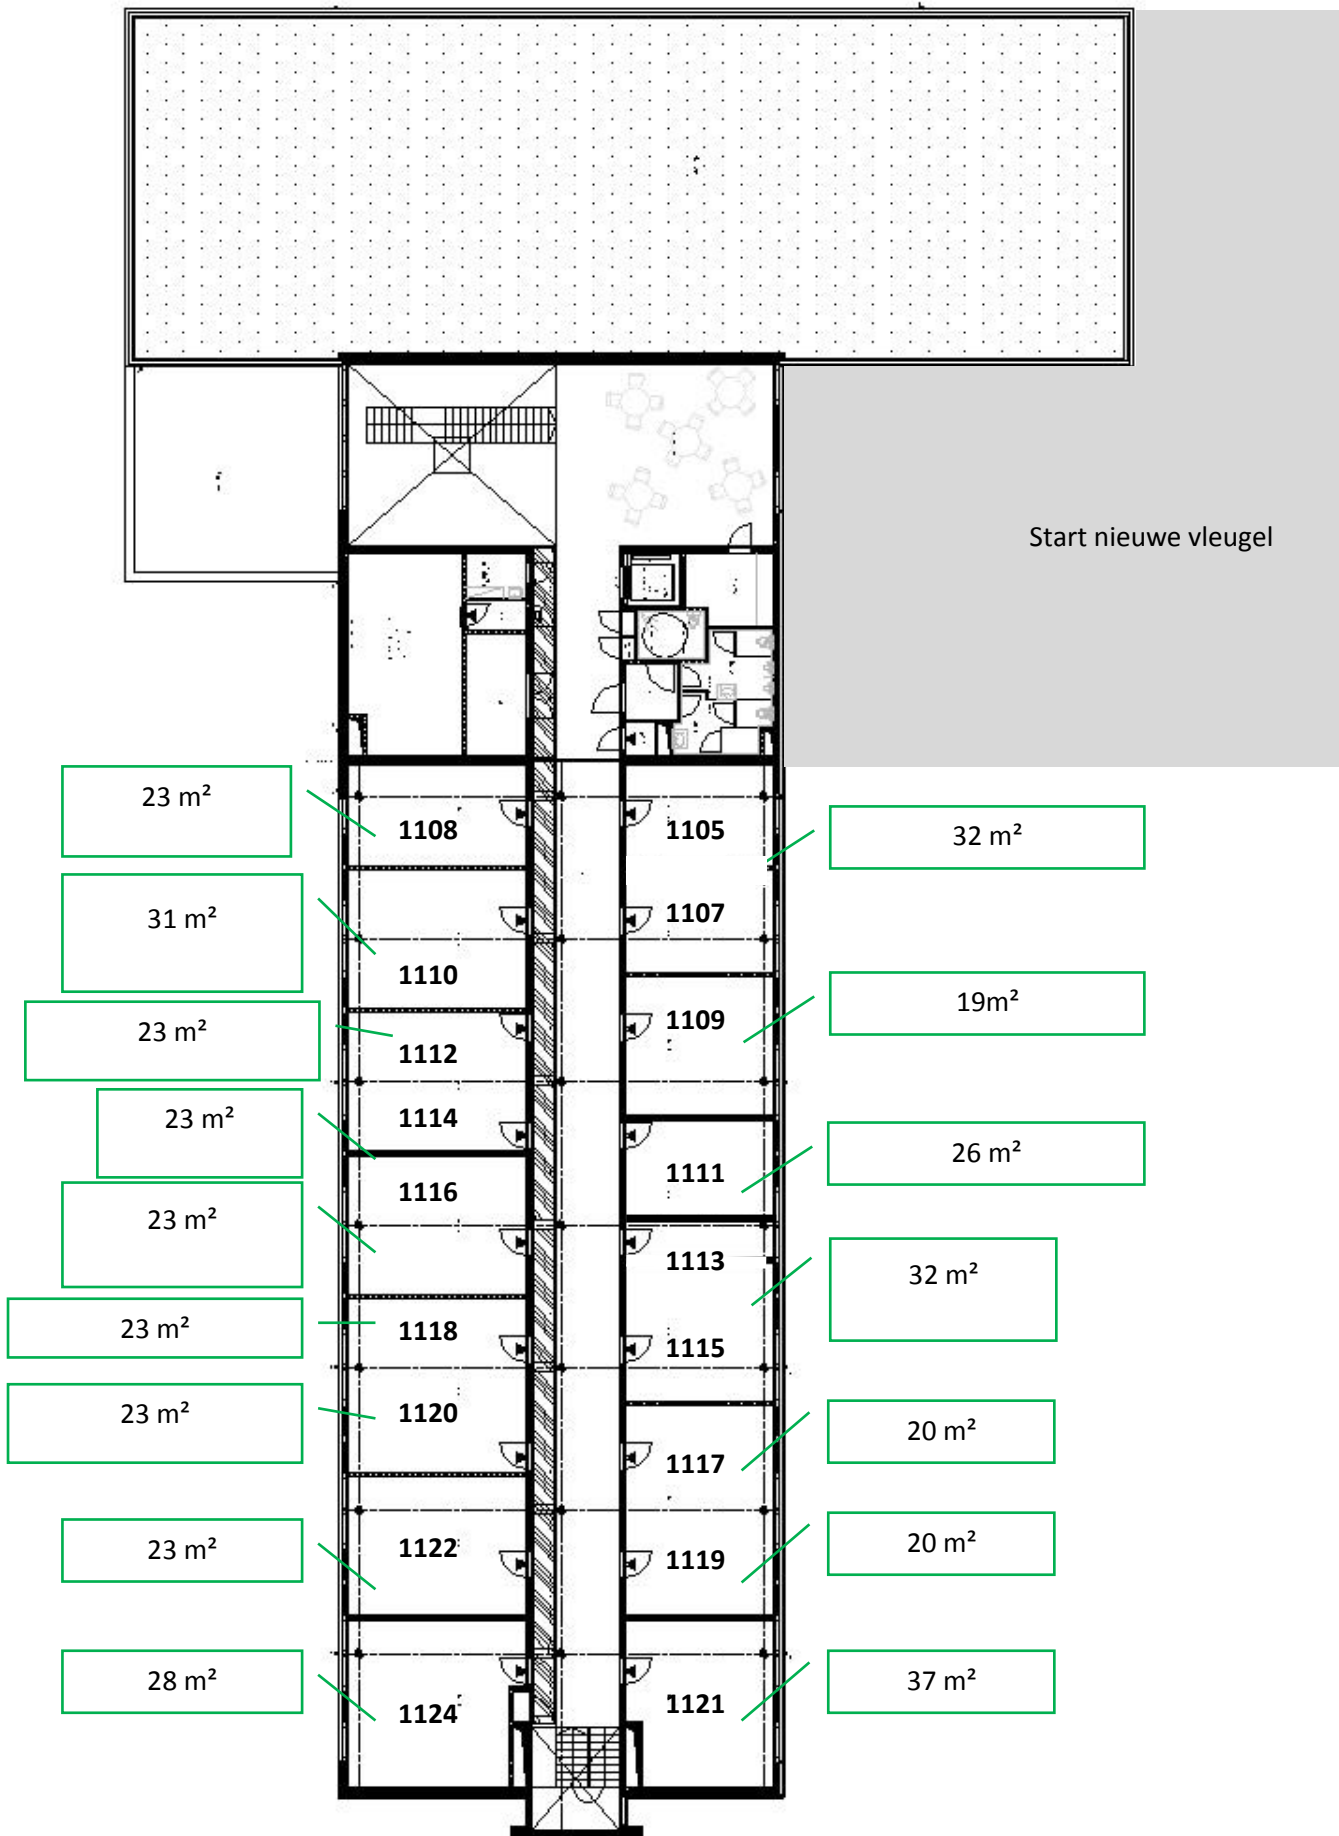 Start nieuwe vleugel
23 m²
1108
1105
32 m²
31 m²
1107
1110
19m²
1109
23 m²
1112
1114
23 m²
26 m²
1111
1116
23 m²
1113
32 m²
23 m²
1118
1115
23 m²
1120
20 m²
1117
23 m²
1122
1119
20 m²
28 m²
1124
1121
37 m²